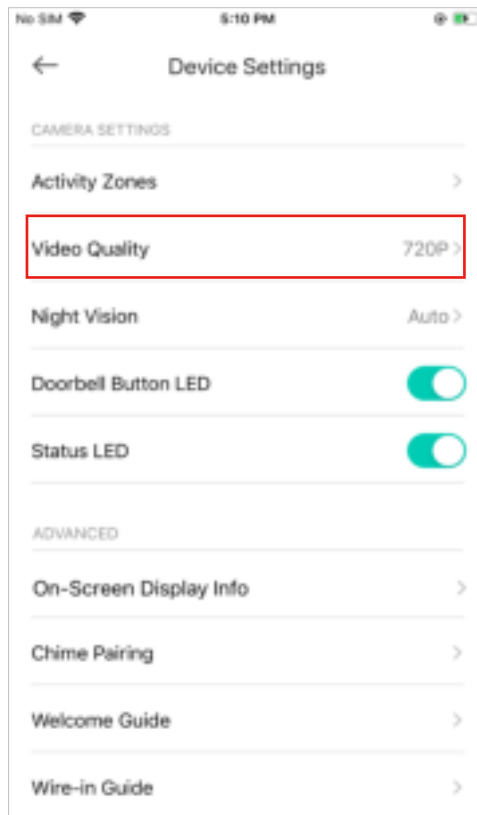 No SIM 5:10 PM
Device Settings
CAMERA SETTINGS
Activity Zones
Video Quality 720P
Night Vision Auto
Doorbell Button LED
Status LED
ADVANCED
On-Screen Display Info
Chime Pairing
Welcome Guide
Wire-in Guide